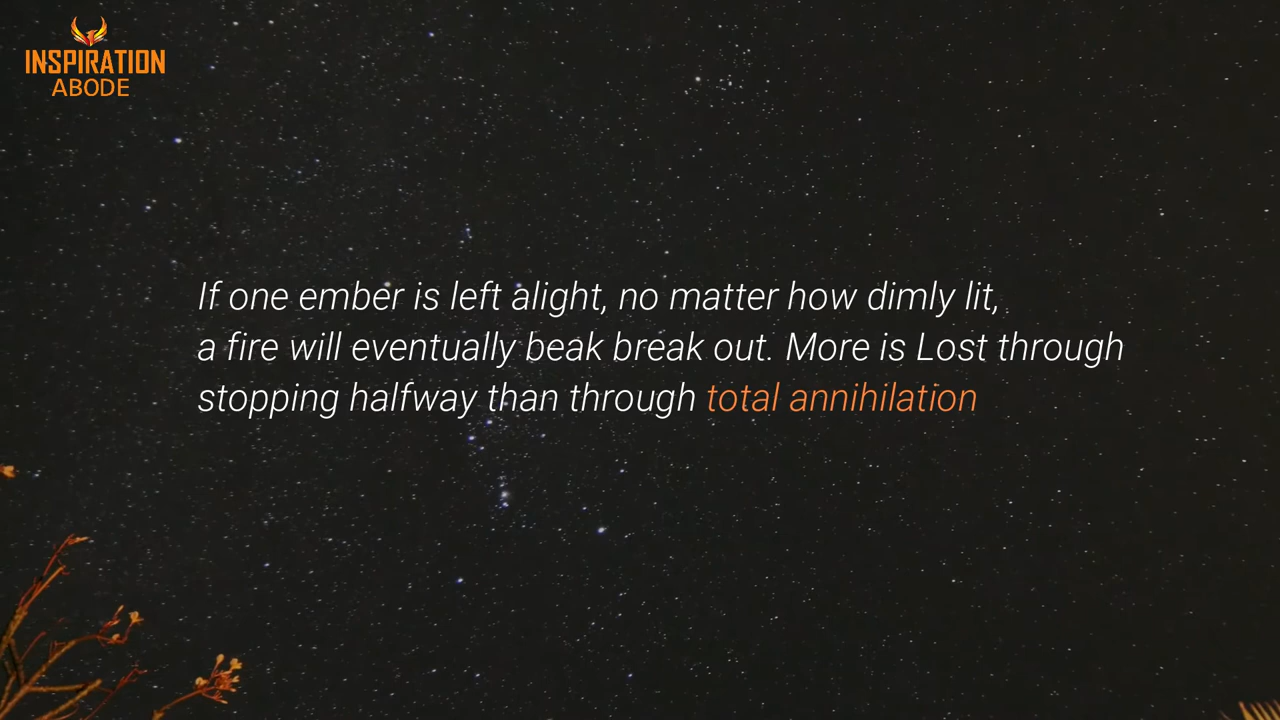 INSPIRATION
ABODE
If one ember is left alight, no matter how dimly lit,
a fire will eventually beak break out. More is Lost through
stopping halfway than through total annihilation